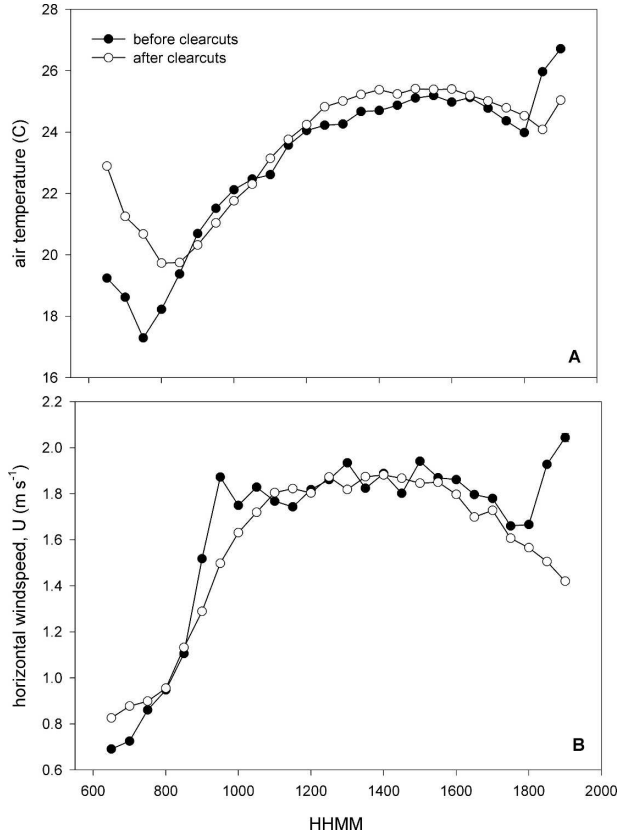 28
26
24
22
20
18
16
air temperature (C)
before clearcuts
after clearcuts
A
2.2
2.0
1.8
1.6
1.4
1.2
1.0
0.8
0.6
horizontal windspeed, U (m s-1)
B
600 800 1000 1200 1400 1600 1800 2000
HHMM